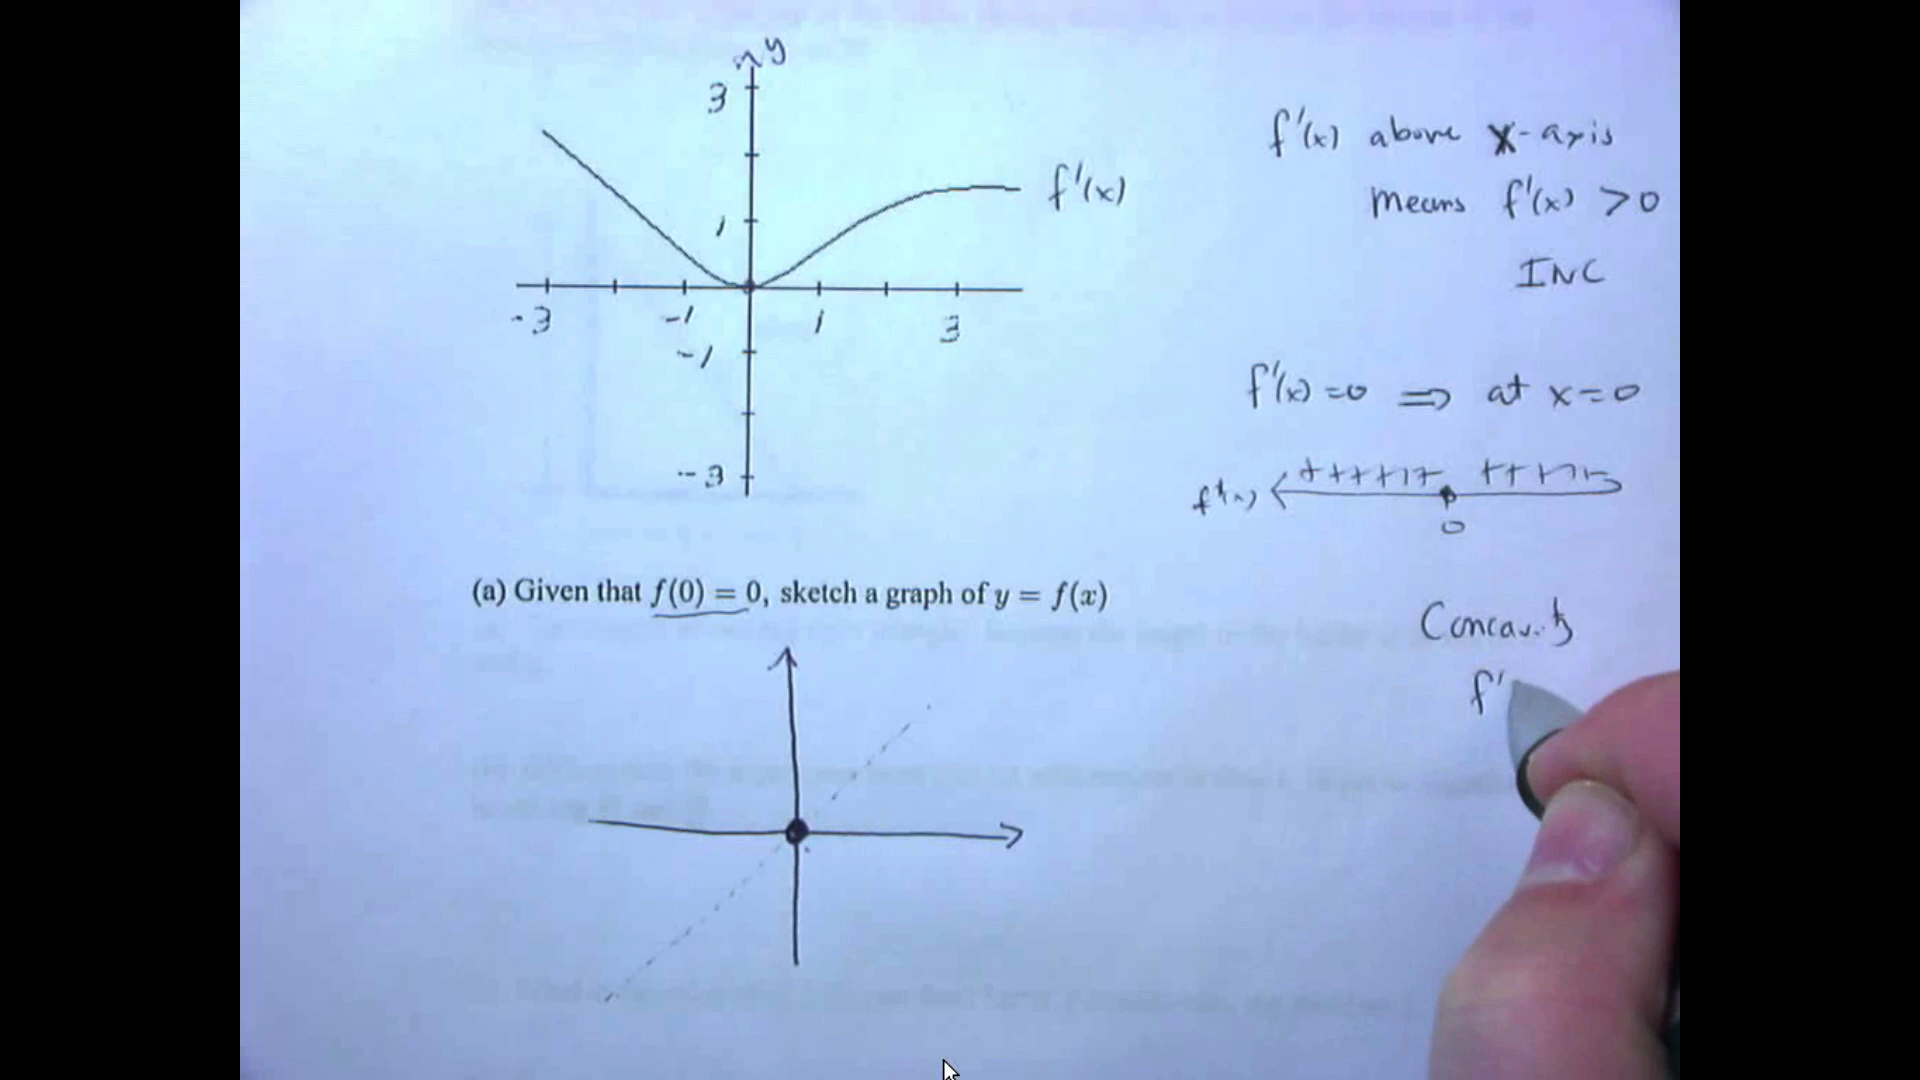 y
3
1
f'(x)
-3 -1 1 3
-1
-3
f'(x) above x-axis
means f'(x) >0
INC
f'(x) =0 ⇒ at x=0
f'(x) ++++++ +++++
0
(a) Given that f(0) = 0, sketch a graph of y = f(x)
Concavity
f'